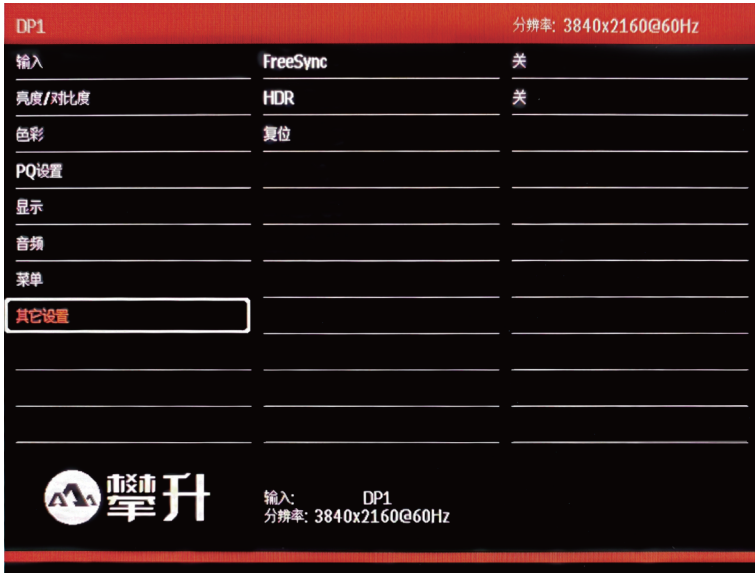 DP1 分辨率: 3840x2160@60Hz
输入 FreeSync 关
亮度/对比度 HDR 关
色彩 复位
PQ设置
显示
音频
菜单
其它设置
攀升
输入: DP1
分辨率: 3840x2160@60Hz